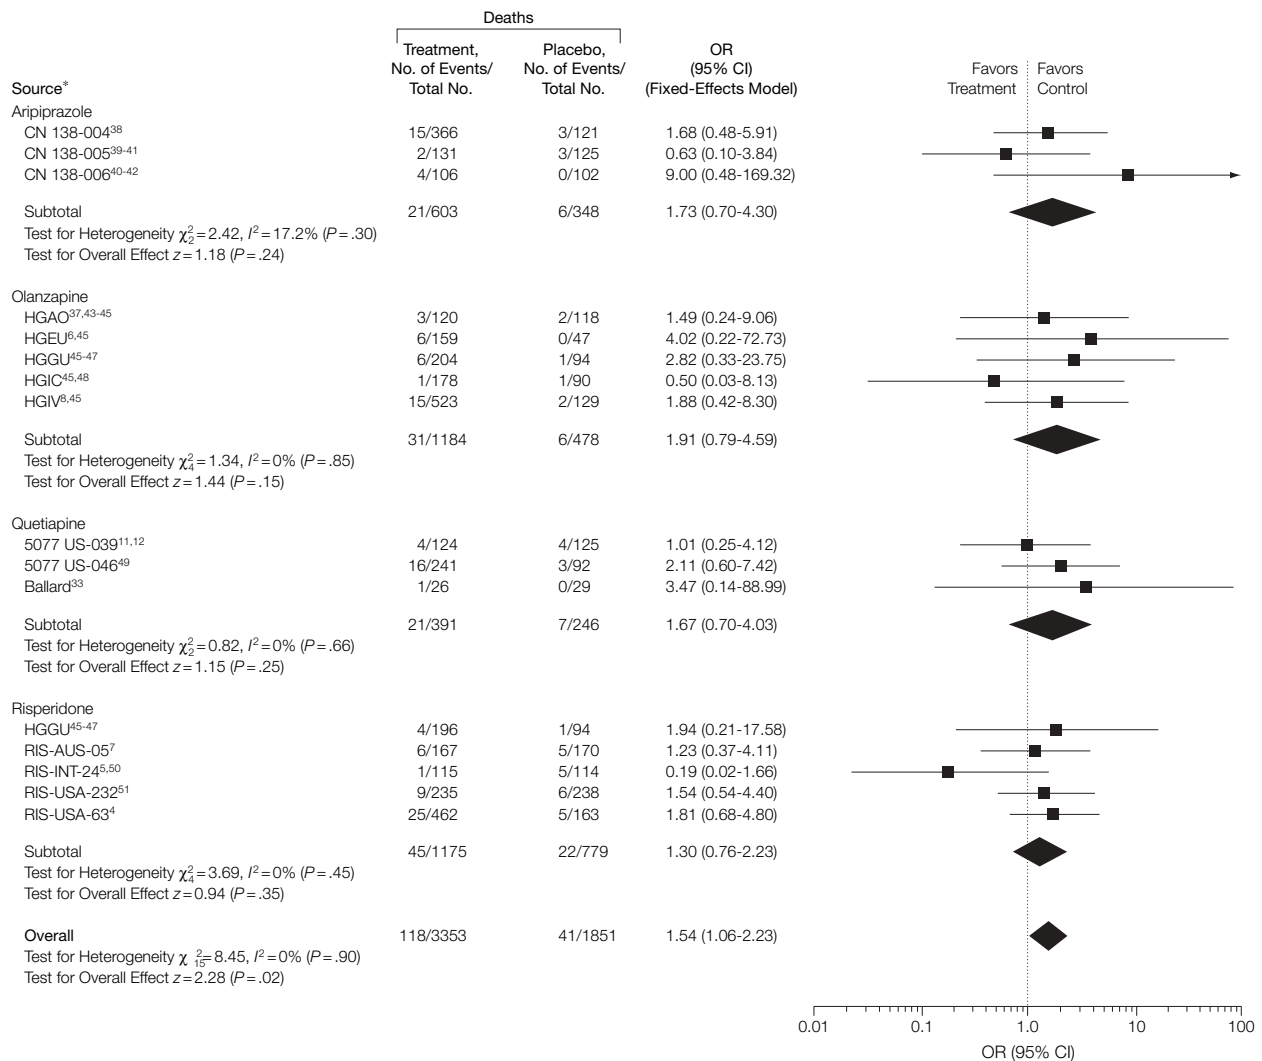 Deaths
Treatment, Placebo, OR
No. of Events/ No. of Events/ (95% CI) Favors Favors
Source* Total No. Total No. (Fixed-Effects Model) Treatment Control
Aripiprazole
CN 138-004³⁸ 15/366 3/121 1.68 (0.48-5.91)
CN 138-005³⁹⁻⁴¹ 2/131 3/125 0.63 (0.10-3.84)
CN 138-006⁴⁰⁻⁴² 4/106 0/102 9.00 (0.48-169.32)
Subtotal 21/603 6/348 1.73 (0.70-4.30)
Test for Heterogeneity χ²₂ = 2.42, I² = 17.2% (P = .30)
Test for Overall Effect z = 1.18 (P = .24)
Olanzapine
HGAO³⁷,⁴³⁻⁴⁵ 3/120 2/118 1.49 (0.24-9.06)
HGEU⁶,⁴⁵ 6/159 0/47 4.02 (0.22-72.73)
HGGU⁴⁵⁻⁴⁷ 6/204 1/94 2.82 (0.33-23.75)
HGIC⁴⁵,⁴⁸ 1/178 1/90 0.50 (0.03-8.13)
HGIV⁸,⁴⁵ 15/523 2/129 1.88 (0.42-8.30)
Subtotal 31/1184 6/478 1.91 (0.79-4.59)
Test for Heterogeneity χ²₄ = 1.34, I² = 0% (P = .85)
Test for Overall Effect z = 1.44 (P = .15)
Quetiapine
5077 US-039¹¹,¹² 4/124 4/125 1.01 (0.25-4.12)
5077 US-046⁴⁹ 16/241 3/92 2.11 (0.60-7.42)
Ballard³³ 1/26 0/29 3.47 (0.14-88.99)
Subtotal 21/391 7/246 1.67 (0.70-4.03)
Test for Heterogeneity χ²₂ = 0.82, I² = 0% (P = .66)
Test for Overall Effect z = 1.15 (P = .25)
Risperidone
HGGU⁴⁵⁻⁴⁷ 4/196 1/94 1.94 (0.21-17.58)
RIS-AUS-05⁷ 6/167 5/170 1.23 (0.37-4.11)
RIS-INT-24⁵,⁵⁰ 1/115 5/114 0.19 (0.02-1.66)
RIS-USA-232⁵¹ 9/235 6/238 1.54 (0.54-4.40)
RIS-USA-63⁴ 25/462 5/163 1.81 (0.68-4.80)
Subtotal 45/1175 22/779 1.30 (0.76-2.23)
Test for Heterogeneity χ²₄ = 3.69, I² = 0% (P = .45)
Test for Overall Effect z = 0.94 (P = .35)
Overall 118/3353 41/1851 1.54 (1.06-2.23)
Test for Heterogeneity χ²₁₅ = 8.45, I² = 0% (P = .90)
Test for Overall Effect z = 2.28 (P = .02)
0.01 0.1 1.0 10 100
OR (95% CI)